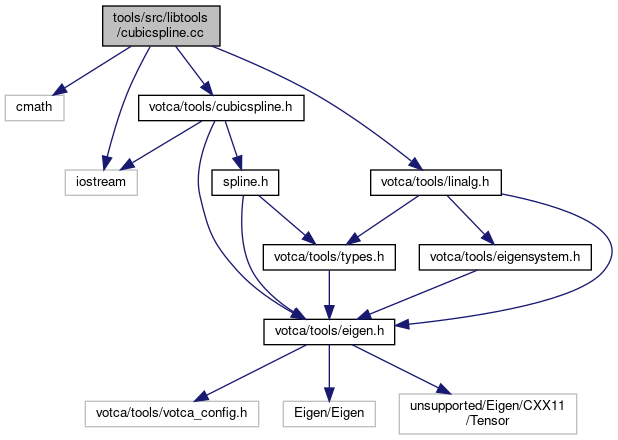 tools/src/libtools
/cubicspline.cc
cmath
votca/tools/cubicspline.h
iostream
spline.h
votca/tools/linalg.h
votca/tools/types.h
votca/tools/eigensystem.h
votca/tools/eigen.h
votca/tools/votca_config.h
Eigen/Eigen
unsupported/Eigen/CXX11
/Tensor